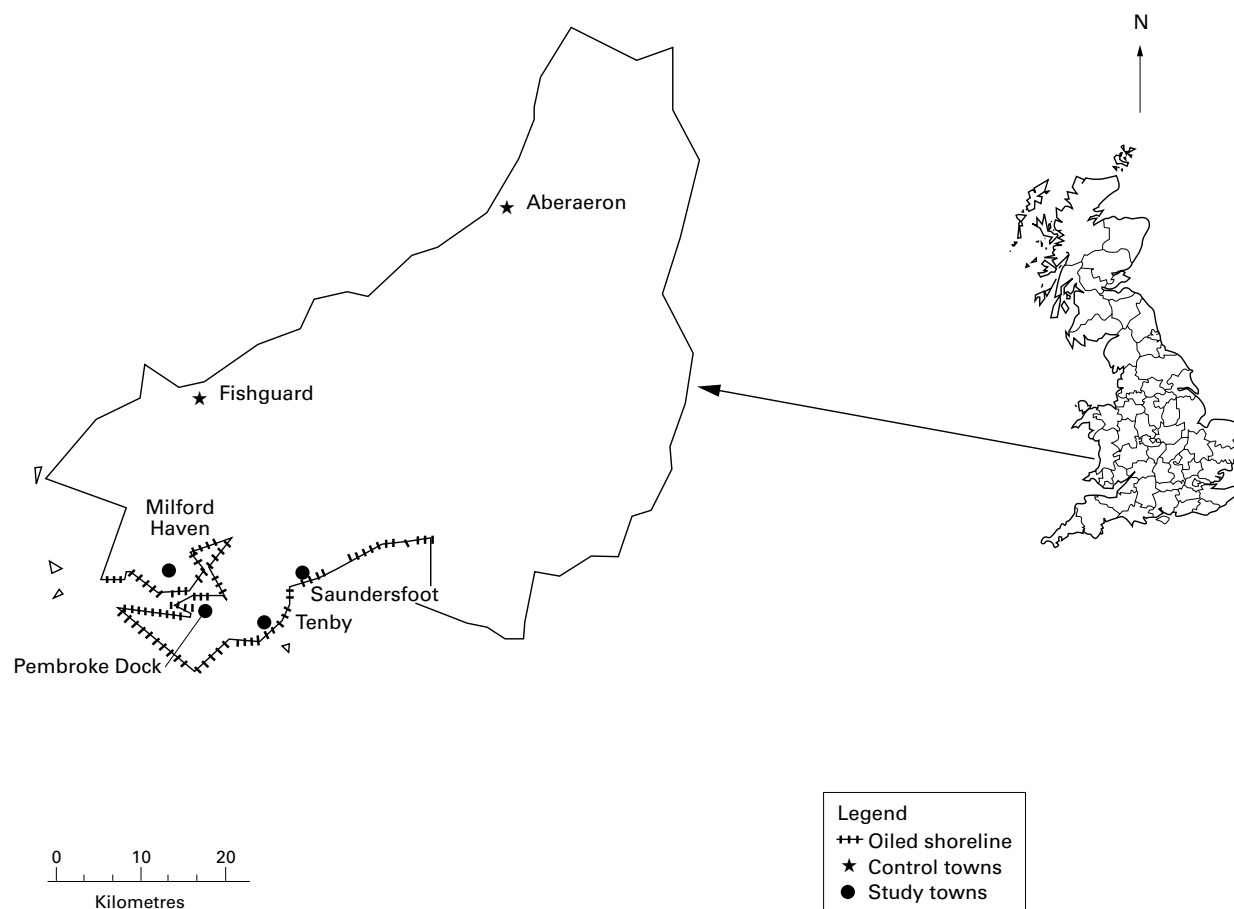 N
Aberaeron
Fishguard
Milford
Haven
Saundersfoot
Tenby
Pembroke Dock
Legend
Oiled shoreline
Control towns
Study towns
0 10 20
Kilometres